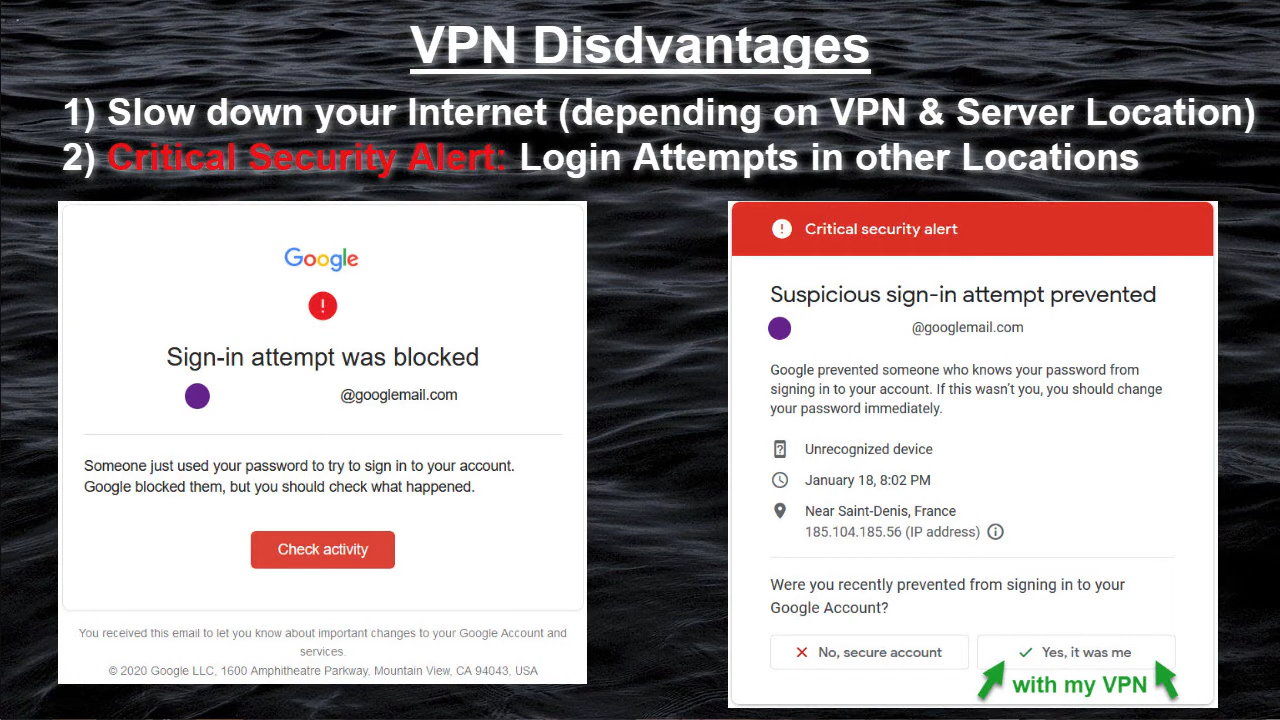 VPN Disdvantages
1) Slow down your Internet (depending on VPN & Server Location)
2) Critical Security Alert: Login Attempts in other Locations
Google
Sign-in attempt was blocked
@googlemail.com
Someone just used your password to try to sign in to your account.
Google blocked them, but you should check what happened.
Check activity
You received this email to let you know about important changes to your Google Account and
services.
© 2020 Google LLC, 1600 Amphitheatre Parkway, Mountain View, CA 94043, USA
Critical security alert
Suspicious sign-in attempt prevented
@googlemail.com
Google prevented someone who knows your password from
signing in to your account. If this wasn't you, you should change
your password immediately.
Unrecognized device
January 18, 8:02 PM
Near Saint-Denis, France
185.104.185.56 (IP address)
Were you recently prevented from signing in to your
Google Account?
No, secure account
Yes, it was me
with my VPN